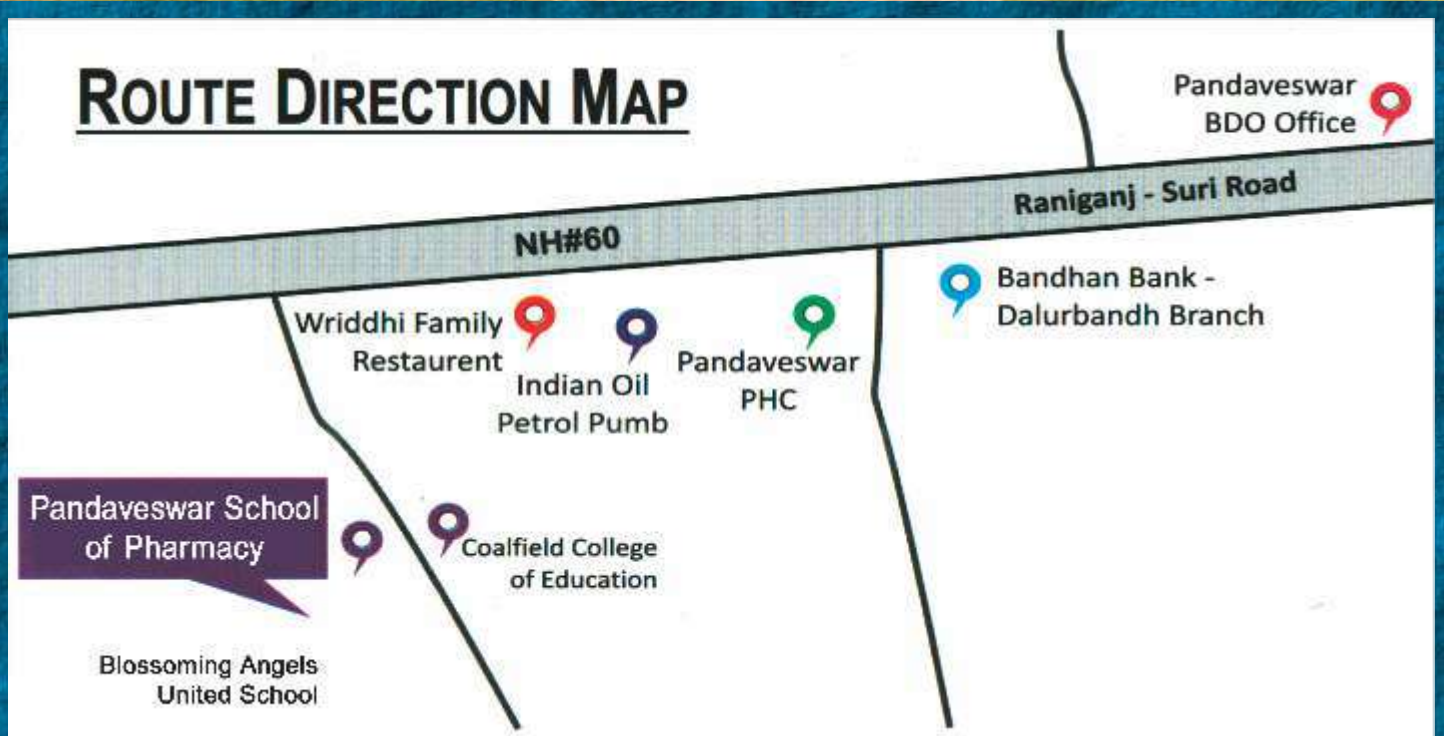 ROUTE DIRECTION MAP
Pandaveswar
BDO Office
Raniganj - Suri Road
NH#60
Bandhan Bank -
Dalurbandh Branch
Wriddhi Family
Restaurent
Indian Oil
Petrol Pumb
Pandaveswar
PHC
Pandaveswar School
of Pharmacy
Coalfield College
of Education
Blossoming Angels
United School